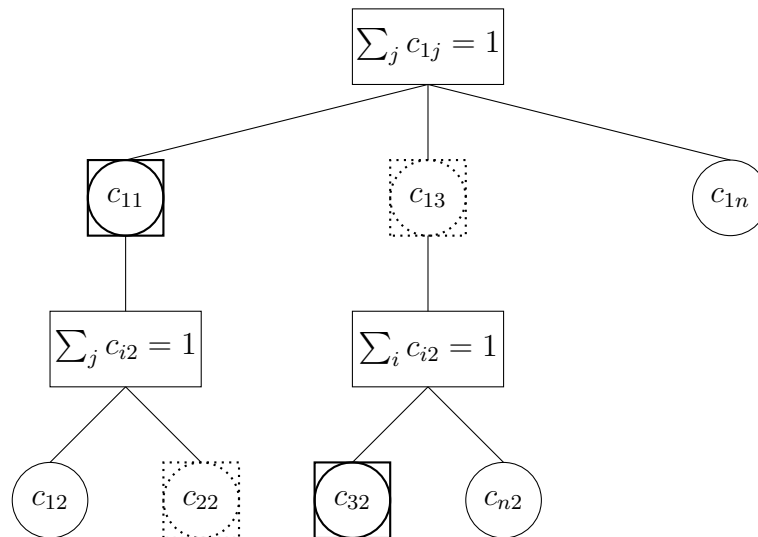 ∑_j c_{1j} = 1
c_{11} c_{13} c_{1n}
∑_j c_{i2} = 1 ∑_i c_{i2} = 1
c_{12} c_{22} c_{32} c_{n2}